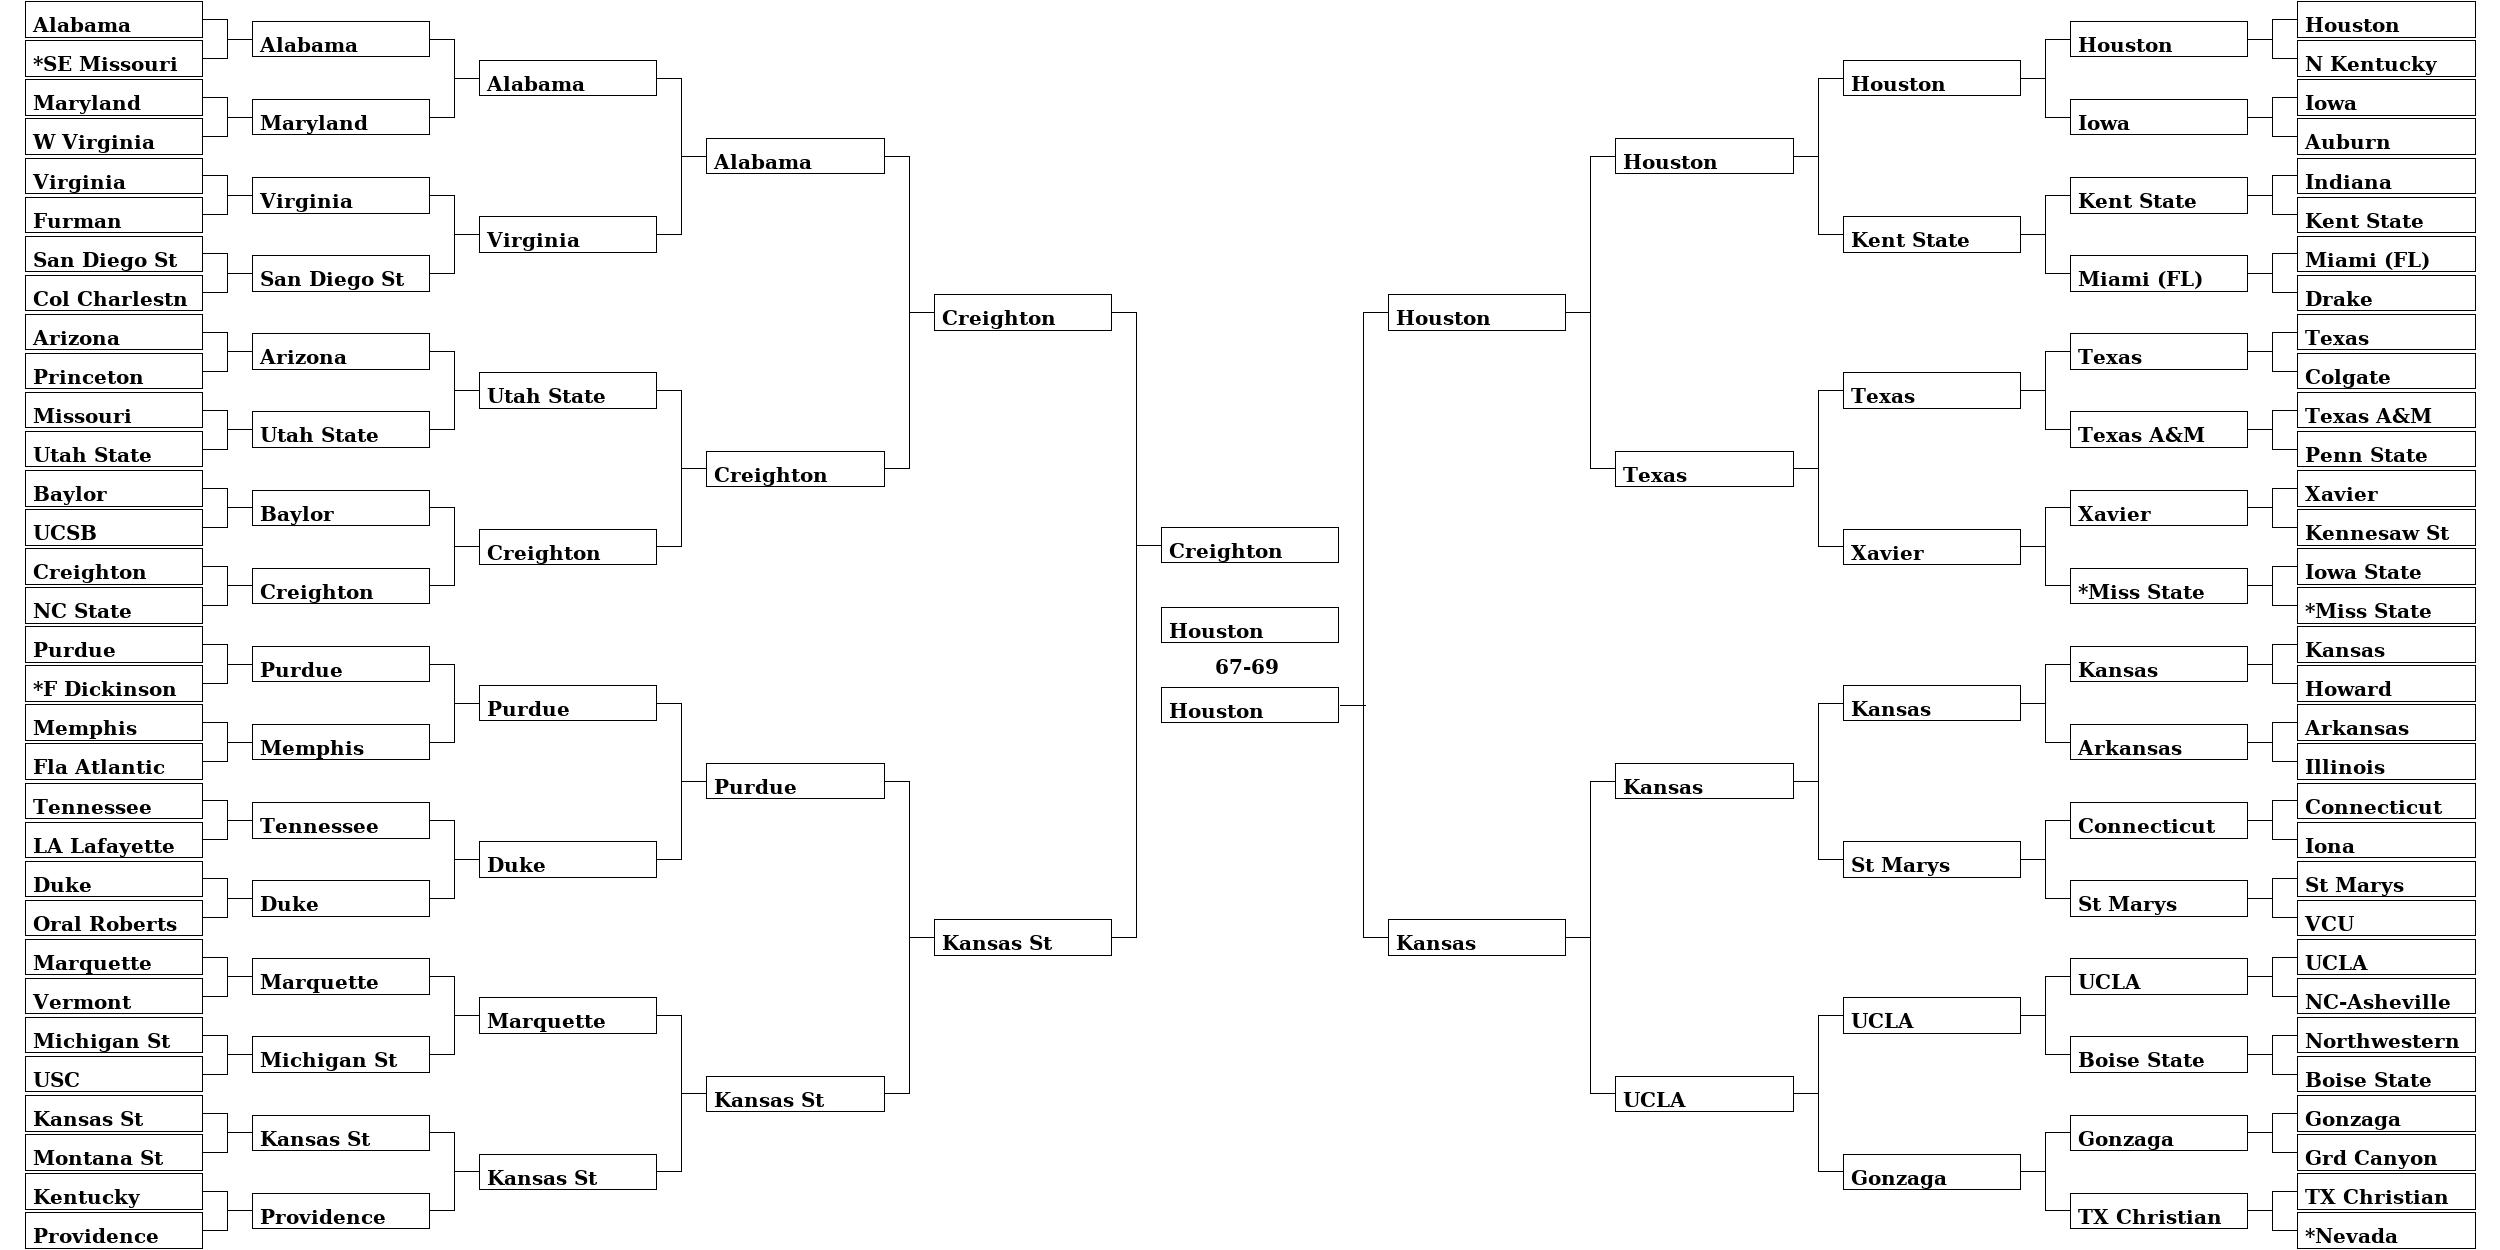 Alabama
*SE Missouri
Maryland
W Virginia
Virginia
Furman
San Diego St
Col Charlestn
Arizona
Princeton
Missouri
Utah State
Baylor
UCSB
Creighton
NC State
Purdue
*F Dickinson
Memphis
Fla Atlantic
Tennessee
LA Lafayette
Duke
Oral Roberts
Marquette
Vermont
Michigan St
USC
Kansas St
Montana St
Kentucky
Providence
Alabama
Maryland
Virginia
San Diego St
Arizona
Utah State
Baylor
Creighton
Purdue
Memphis
Tennessee
Duke
Marquette
Michigan St
Kansas St
Providence
Alabama
Virginia
Utah State
Creighton
Purdue
Duke
Marquette
Kansas St
Alabama
Creighton
Purdue
Kansas St
Creighton
Kansas St
Creighton
Houston
67-69
Houston
Houston
Kansas
Houston
Texas
Kansas
UCLA
Houston
Kent State
Texas
Xavier
Kansas
St Marys
UCLA
Gonzaga
Houston
Iowa
Kent State
Miami (FL)
Texas
Texas A&M
Xavier
*Miss State
Kansas
Arkansas
Connecticut
St Marys
UCLA
Boise State
Gonzaga
TX Christian
Houston
N Kentucky
Iowa
Auburn
Indiana
Kent State
Miami (FL)
Drake
Texas
Colgate
Texas A&M
Penn State
Xavier
Kennesaw St
Iowa State
*Miss State
Kansas
Howard
Arkansas
Illinois
Connecticut
Iona
St Marys
VCU
UCLA
NC-Asheville
Northwestern
Boise State
Gonzaga
Grd Canyon
TX Christian
*Nevada